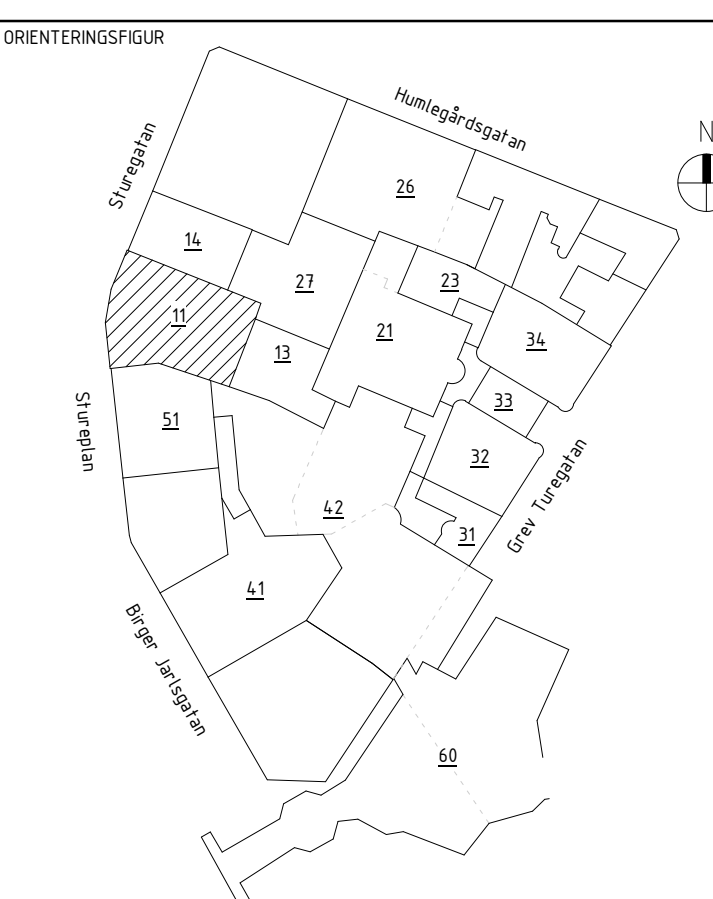 ORIENTERINGSFIGUR
Humlegårdsgatan
N
Sturegatan
26
14
23
27
11
21
34
13
33
Stureplan
51
32
Grev Turegatan
42
31
41
Birger Jarlsgatan
60